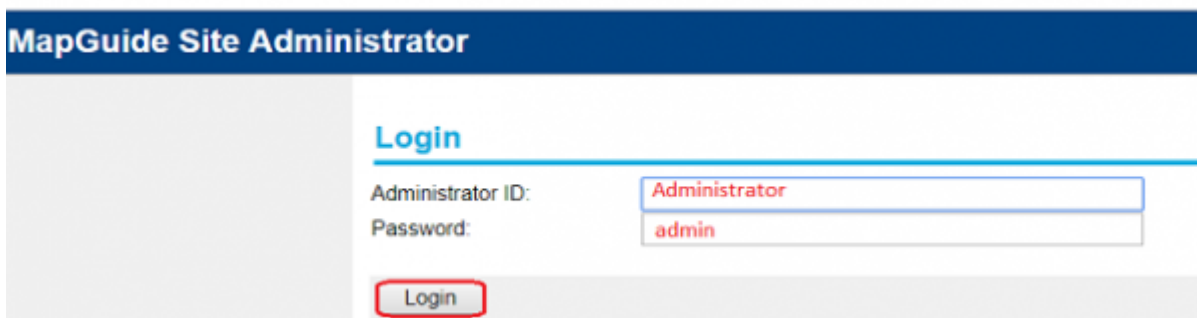 MapGuide Site Administrator
Login
Administrator ID: Administrator
Password: admin
Login